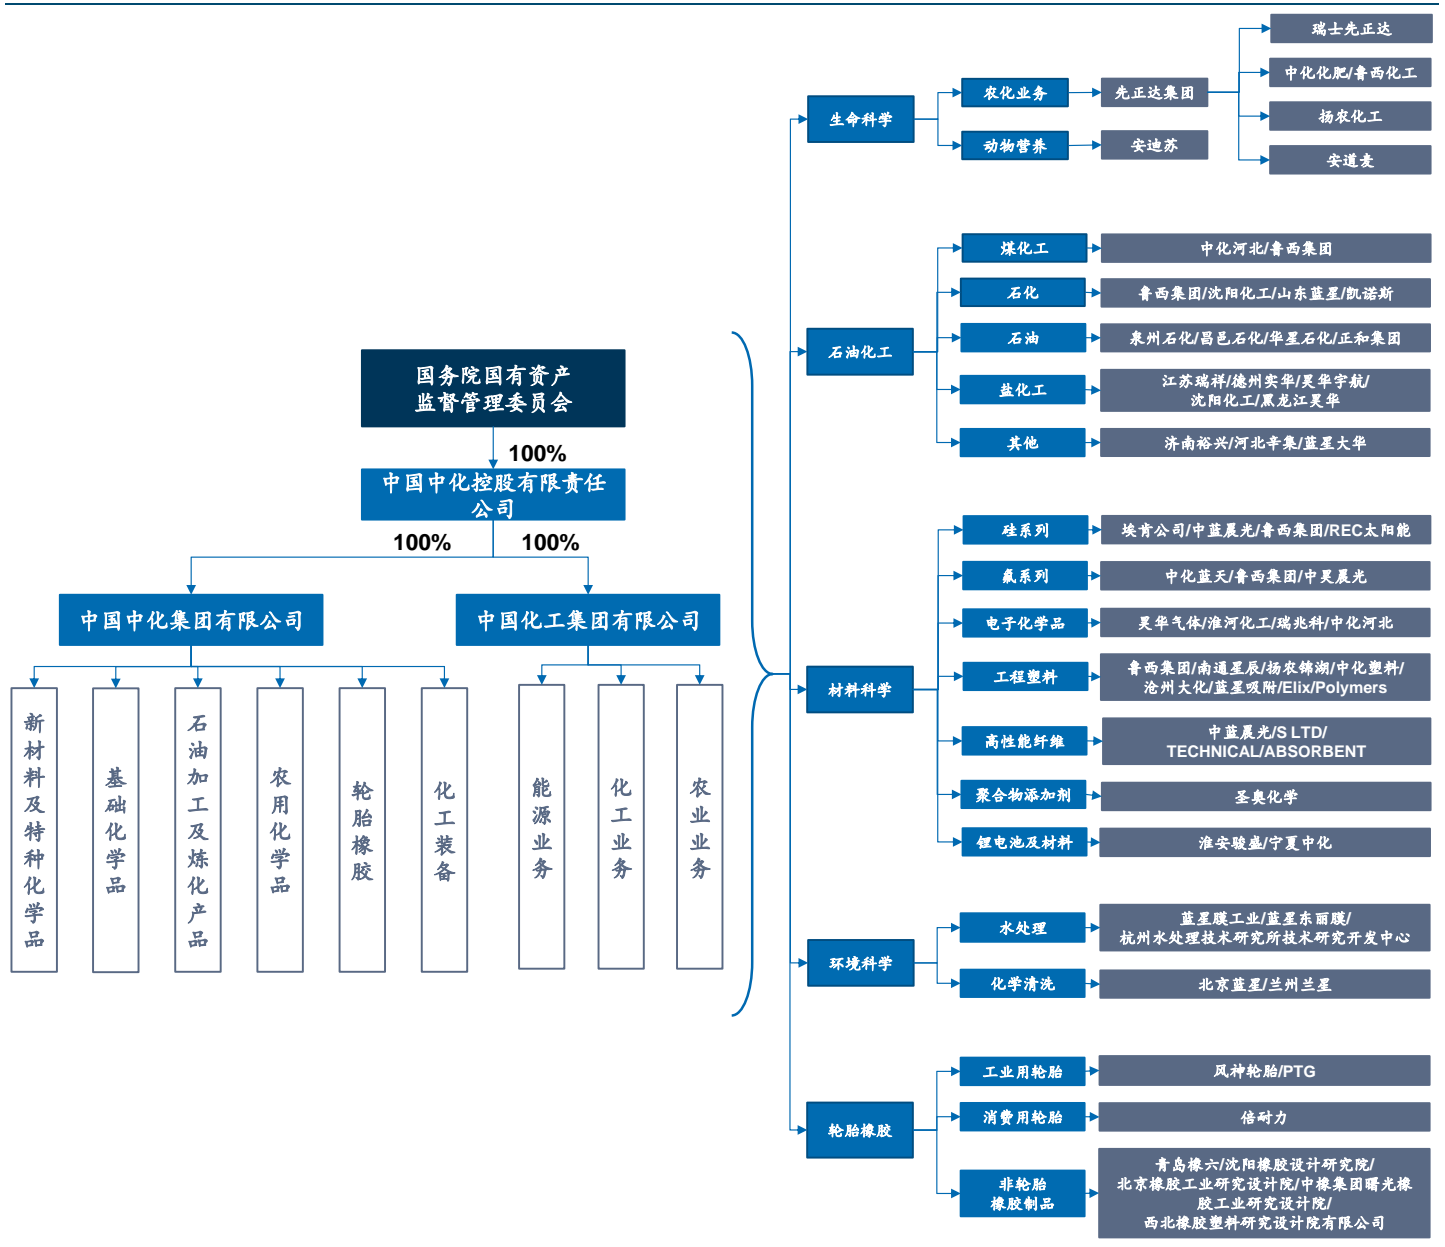 国务院国有资产
监督管理委员会
100%
中国中化控股有限责任
公司
100%
100%
中国中化集团有限公司
中国化工集团有限公司
新材料及特种化学品
基础化学品
石油加工及炼化产品
农用化学品
轮胎橡胶
化工装备
能源业务
化工业务
农业业务
生命科学
农化业务
先正达集团
瑞士先正达
中化化肥/鲁西化工
扬农化工
安道麦
动物营养
安迪苏
石油化工
煤化工
中化河北/鲁西集团
石化
鲁西集团/沈阳化工/山东蓝星/凯诺斯
石油
泉州石化/昌邑石化/华星石化/正和集团
盐化工
江苏瑞祥/德州实华/昊华宇航/
沈阳化工/黑龙江昊华
其他
济南裕兴/河北辛集/蓝星大华
材料科学
硅系列
埃肯公司/中蓝晨光/鲁西集团/REC太阳能
氟系列
中化蓝天/鲁西集团/中昊晨光
电子化学品
昊华气体/淮河化工/瑞兆科/中化河北
工程塑料
鲁西集团/南通星辰/扬农锦湖/中化塑料/
沧州大化/蓝星吸附/Elix/Polymers
高性能纤维
中蓝晨光/S LTD/
TECHNICAL/ABSORBENT
聚合物添加剂
圣奥化学
锂电池及材料
淮安骏盛/宁夏中化
环境科学
水处理
蓝星膜工业/蓝星东丽膜/
杭州水处理技术研究所技术研究开发中心
化学清洗
北京蓝星/兰州兰星
轮胎橡胶
工业用轮胎
风神轮胎/PTG
消费用轮胎
倍耐力
非轮胎
橡胶制品
青岛橡六/沈阳橡胶设计研究院/
北京橡胶工业研究设计院/中橡集团曙光橡
胶工业研究设计院/
西北橡胶塑料研究设计院有限公司